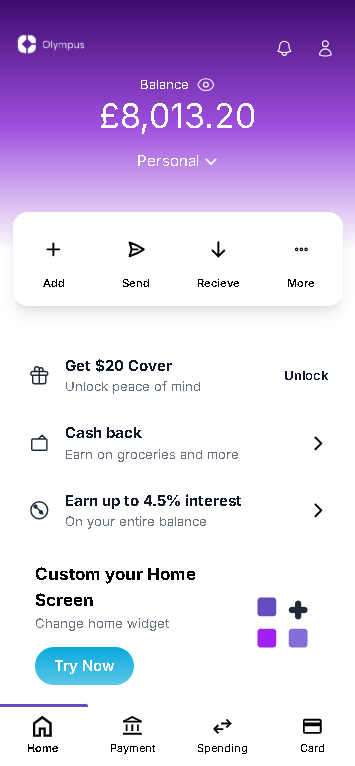 Olympus
Balance
£8,013.20
Personal
Add
Send
Recieve
More
Get $20 Cover
Unlock peace of mind
Unlock
Cash back
Earn on groceries and more
Earn up to 4.5% interest
On your entire balance
Custom your Home
Screen
Change home widget
Try Now
Home
Payment
Spending
Card